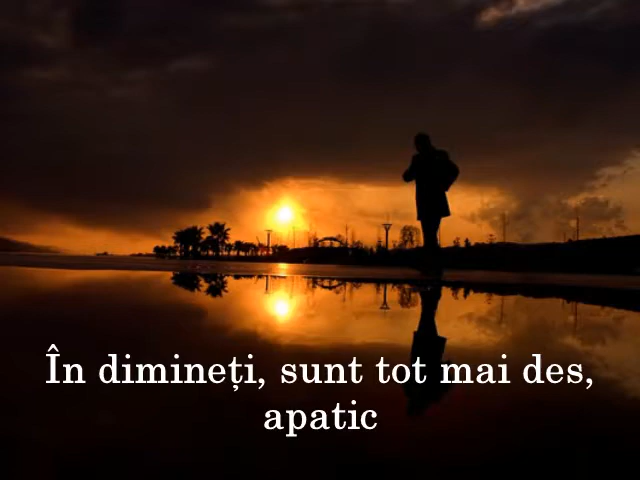 În dimineți, sunt tot mai des,
apatic